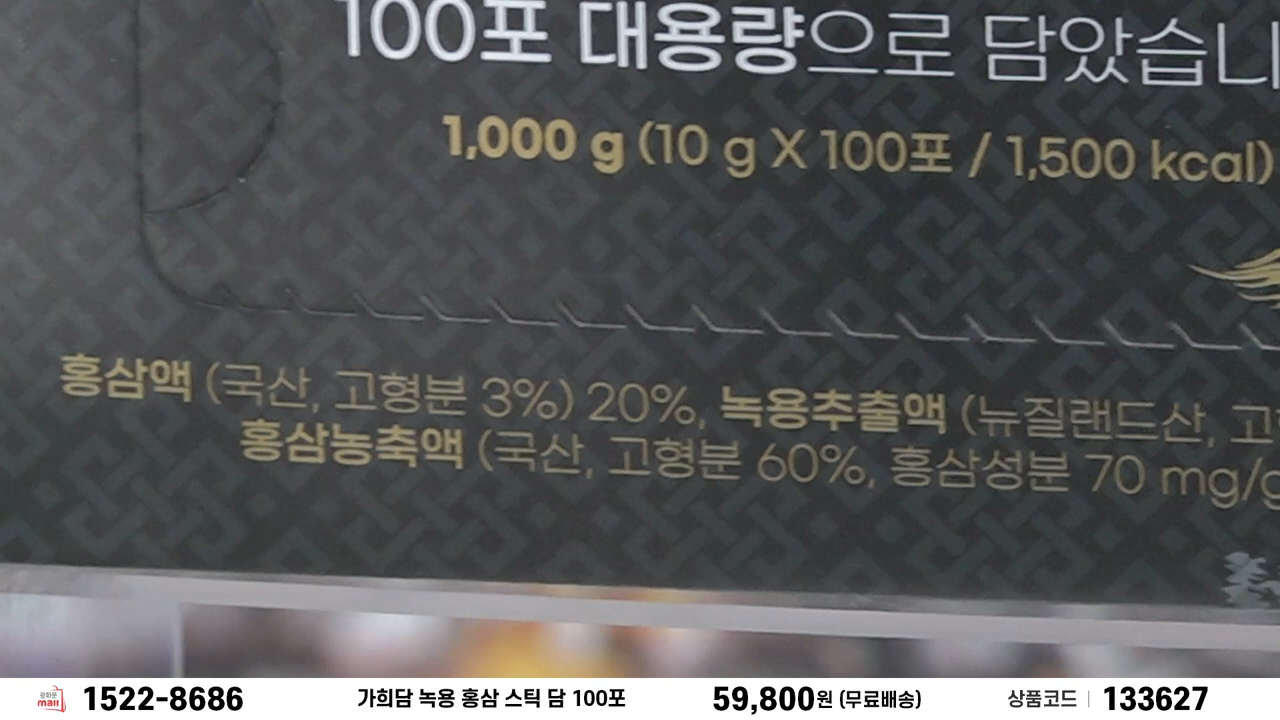 100포 대용량으로 담았습니
1,000 g (10 g X 100포 / 1,500 kcal)
홍삼액 (국산, 고형분 3%) 20%, 녹용추출액 (뉴질랜드산,
홍삼농축액 (국산, 고형분 60%, 홍삼성분 70 mg/g
광화문 mall 1522-8686 가희담 녹용 홍삼 스틱 담 100포 59,800원 (무료배송) 상품코드 133627